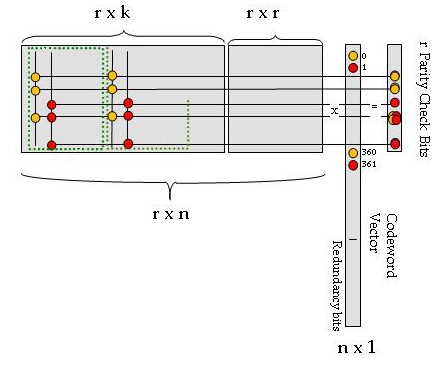 r x k
r x r
0
1
x
=
360
361
r x n
r Parity Check Bits
Codeword
Vector
Redundancy bits
n x 1